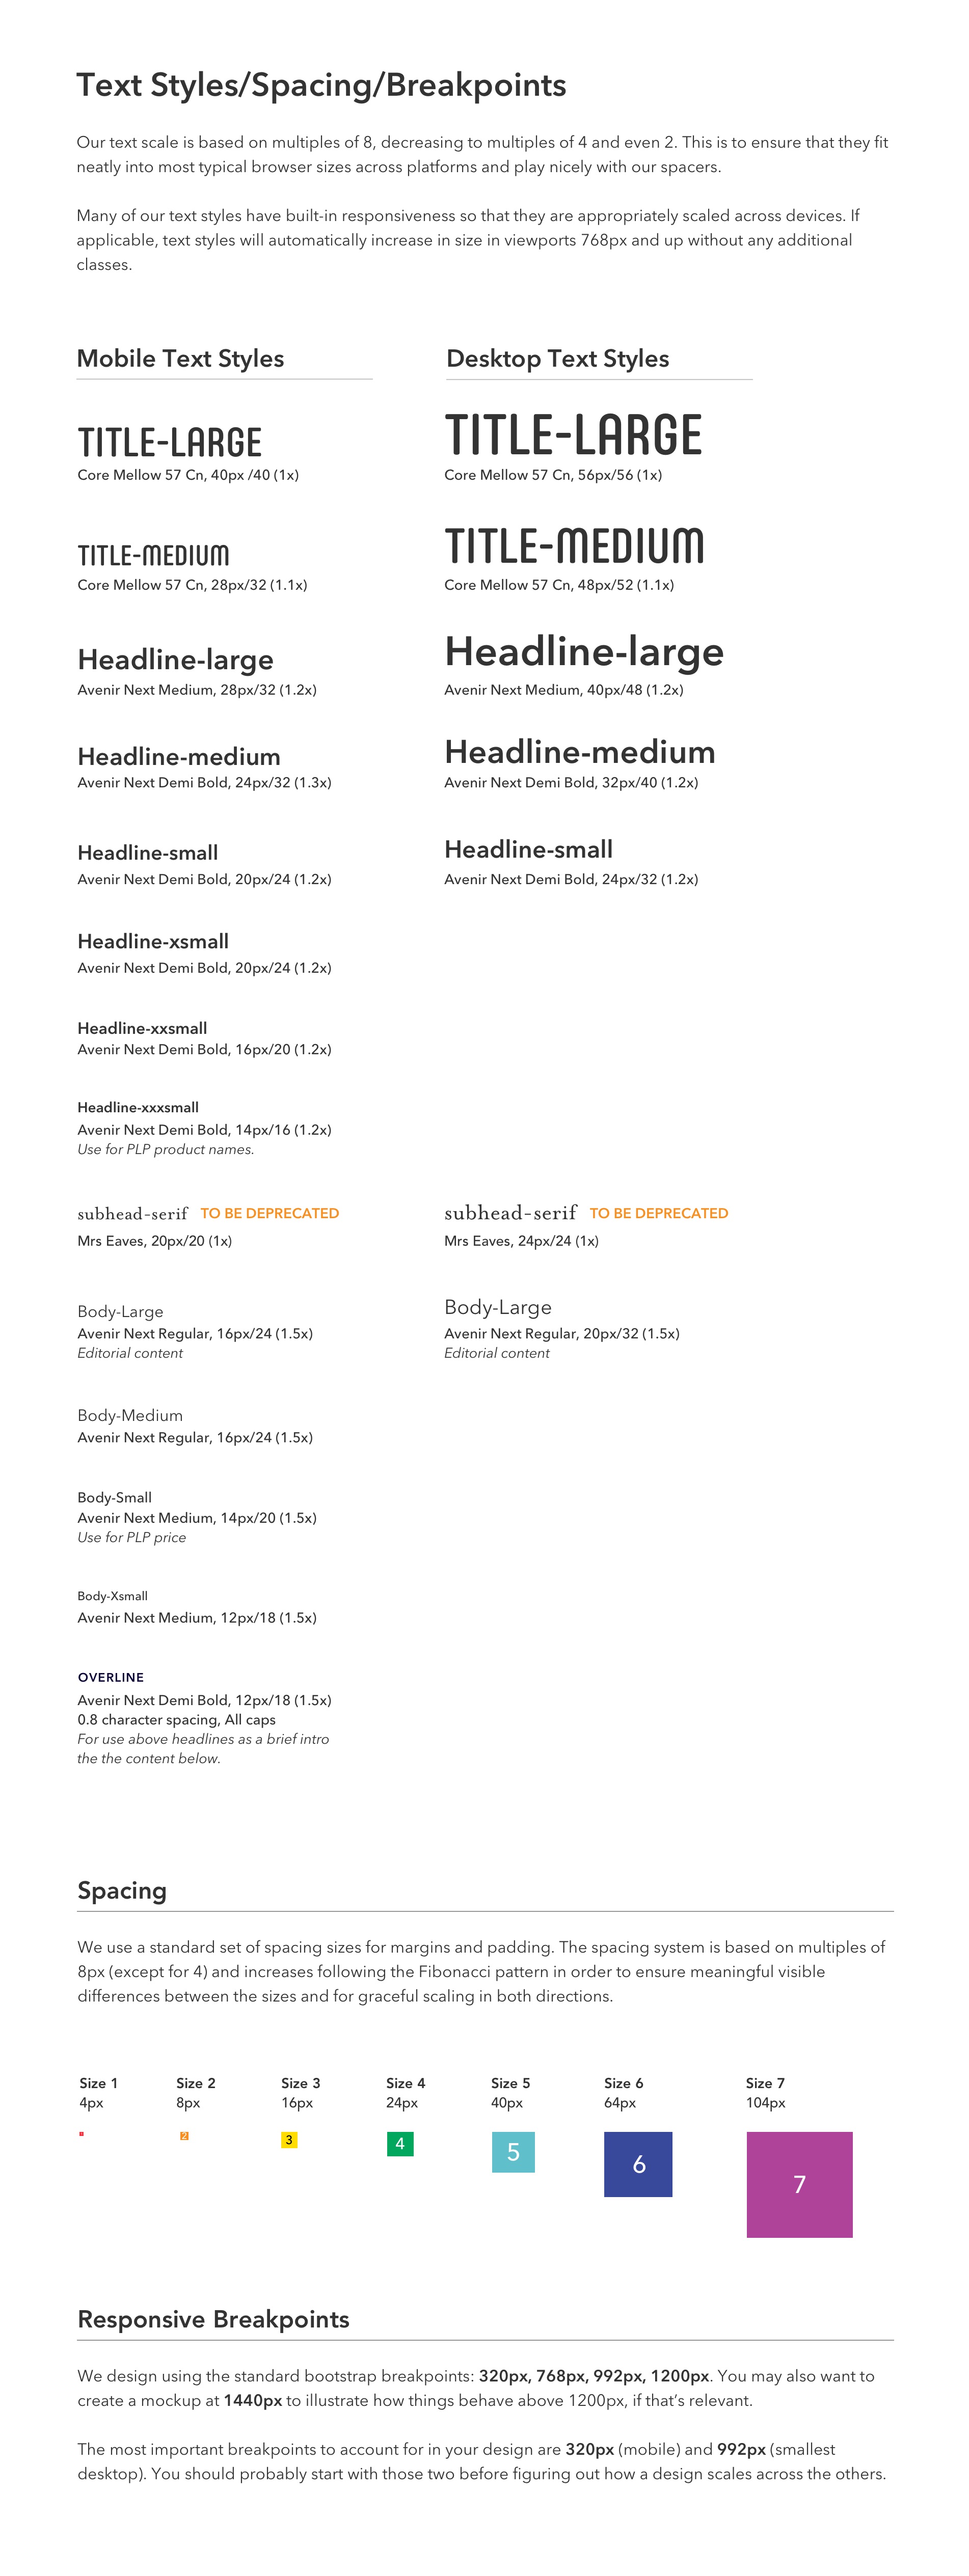 Text Styles/Spacing/Breakpoints
Our text scale is based on multiples of 8, decreasing to multiples of 4 and even 2. This is to ensure that they fit
neatly into most typical browser sizes across platforms and play nicely with our spacers.
Many of our text styles have built-in responsiveness so that they are appropriately scaled across devices. If
applicable, text styles will automatically increase in size in viewports 768px and up without any additional
classes.
Mobile Text Styles
TITLE-LARGE
Core Mellow 57 Cn, 40px /40 (1x)
TITLE-MEDIUM
Core Mellow 57 Cn, 28px/32 (1.1x)
Headline-large
Avenir Next Medium, 28px/32 (1.2x)
Headline-medium
Avenir Next Demi Bold, 24px/32 (1.3x)
Headline-small
Avenir Next Demi Bold, 20px/24 (1.2x)
Headline-xsmall
Avenir Next Demi Bold, 20px/24 (1.2x)
Headline-xxsmall
Avenir Next Demi Bold, 16px/20 (1.2x)
Headline-xxxsmall
Avenir Next Demi Bold, 14px/16 (1.2x)
Use for PLP product names.
subhead-serif TO BE DEPRECATED
Mrs Eaves, 20px/20 (1x)
Body-Large
Avenir Next Regular, 16px/24 (1.5x)
Editorial content
Body-Medium
Avenir Next Regular, 16px/24 (1.5x)
Body-Small
Avenir Next Medium, 14px/20 (1.5x)
Use for PLP price
Body-Xsmall
Avenir Next Medium, 12px/18 (1.5x)
OVERLINE
Avenir Next Demi Bold, 12px/18 (1.5x)
0.8 character spacing, All caps
For use above headlines as a brief intro
the the content below.
Desktop Text Styles
TITLE-LARGE
Core Mellow 57 Cn, 56px/56 (1x)
TITLE-MEDIUM
Core Mellow 57 Cn, 48px/52 (1.1x)
Headline-large
Avenir Next Medium, 40px/48 (1.2x)
Headline-medium
Avenir Next Demi Bold, 32px/40 (1.2x)
Headline-small
Avenir Next Demi Bold, 24px/32 (1.2x)
subhead-serif TO BE DEPRECATED
Mrs Eaves, 24px/24 (1x)
Body-Large
Avenir Next Regular, 20px/32 (1.5x)
Editorial content
Spacing
We use a standard set of spacing sizes for margins and padding. The spacing system is based on multiples of
8px (except for 4) and increases following the Fibonacci pattern in order to ensure meaningful visible
differences between the sizes and for graceful scaling in both directions.
Size 1
4px
Size 2
8px
2
Size 3
16px
3
Size 4
24px
4
Size 5
40px
5
Size 6
64px
6
Size 7
104px
7
Responsive Breakpoints
We design using the standard bootstrap breakpoints: 320px, 768px, 992px, 1200px. You may also want to
create a mockup at 1440px to illustrate how things behave above 1200px, if that's relevant.
The most important breakpoints to account for in your design are 320px (mobile) and 992px (smallest
desktop). You should probably start with those two before figuring out how a design scales across the others.